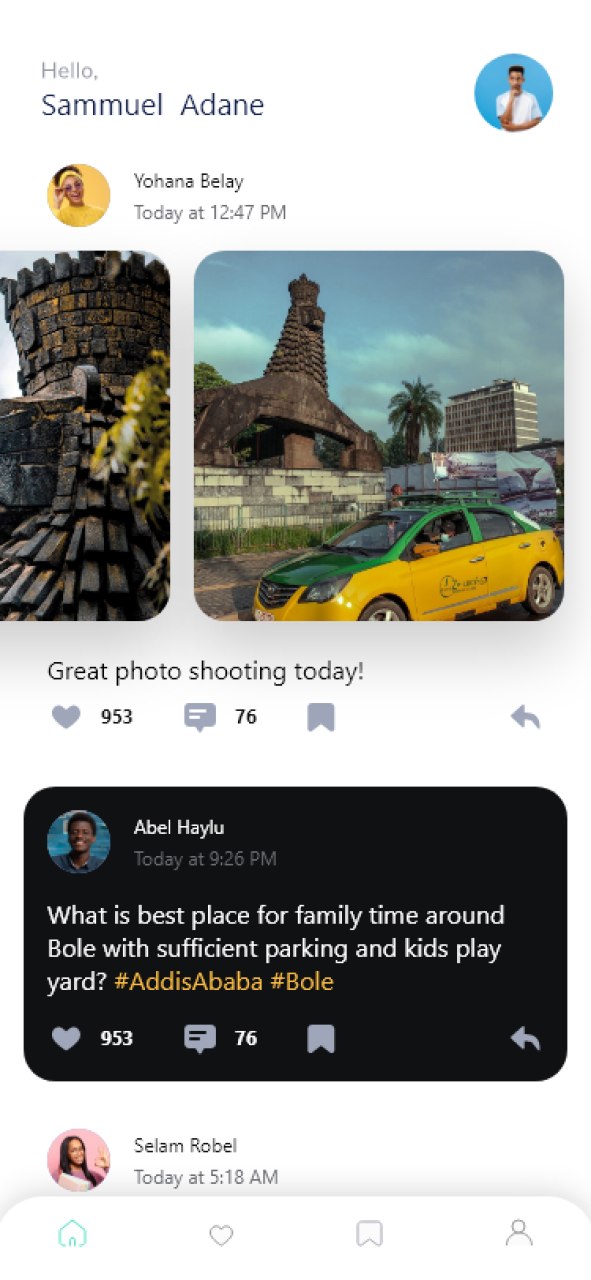 Hello,
Sammuel Adane
Yohana Belay
Today at 12:47 PM
Great photo shooting today!
953
76
Abel Haylu
Today at 9:26 PM
What is best place for family time around
Bole with sufficient parking and kids play
yard? #AddisAbaba #Bole
953
76
Selam Robel
Today at 5:18 AM